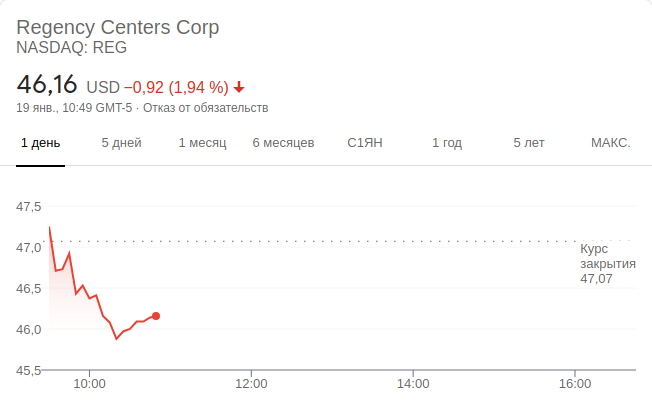 Regency Centers Corp
NASDAQ: REG
46,16 USD −0,92 (1,94 %)
19 янв., 10:49 GMT-5 · Отказ от обязательств
1 день 5 дней 1 месяц 6 месяцев С1ЯН 1 год 5 лет МАКС.
47,5
47,0
46,5
46,0
45,5
Курс
закрытия
47,07
10:00 12:00 14:00 16:00